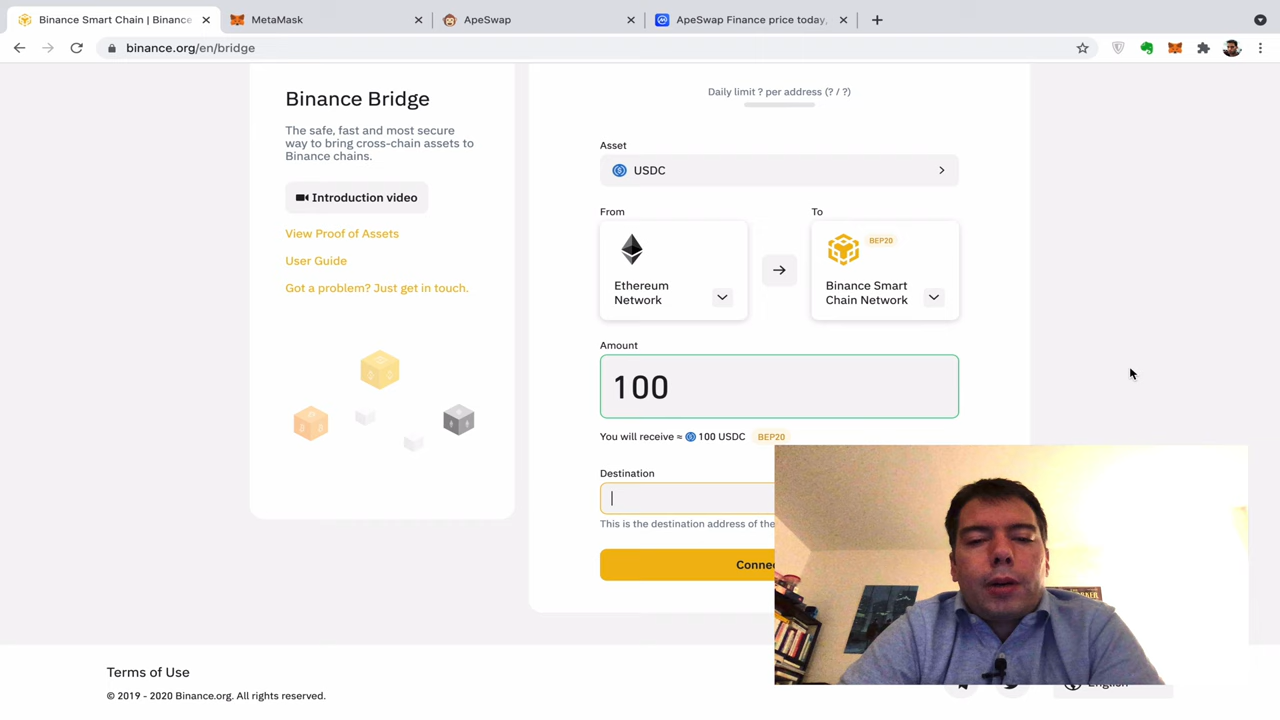 Binance Smart Chain | Binance
MetaMask
ApeSwap
ApeSwap Finance price today,
binance.org/en/bridge
Binance Bridge
The safe, fast and most secure
way to bring cross-chain assets to
Binance chains.
Introduction video
View Proof of Assets
User Guide
Got a problem? Just get in touch.
Daily limit ? per address (? / ?)
Asset
USDC
From
To
Ethereum
Network
BEP20
Binance Smart
Chain Network
Amount
100
You will receive ≈ 100 USDC BEP20
Destination
This is the destination address of the
Connec
Terms of Use
© 2019 - 2020 Binance.org. All rights reserved.
English